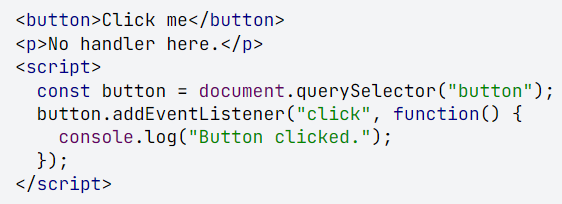 <button>Click me</button>
<p>No handler here.</p>
<script>
  const button = document.querySelector("button");
  button.addEventListener("click", function() {
    console.log("Button clicked.");
  });
</script>